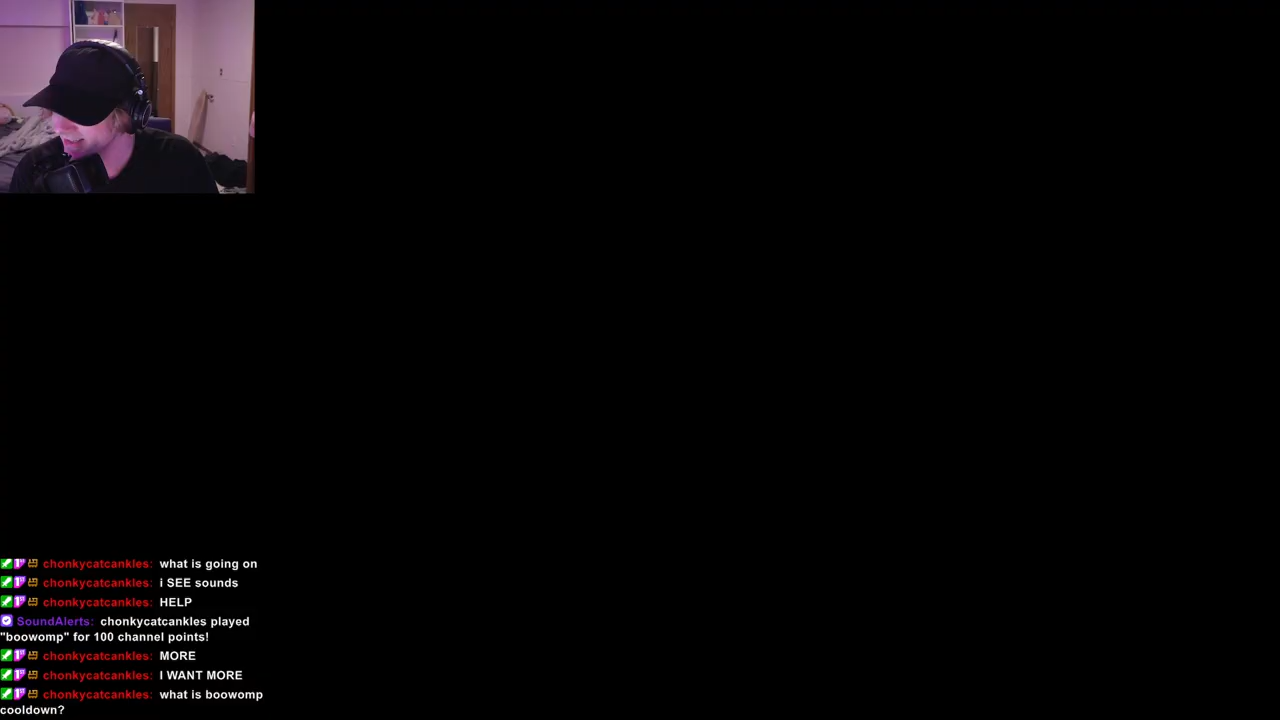 chonkycatcankles: what is going on
chonkycatcankles: i SEE sounds
chonkycatcankles: HELP
SoundAlerts: chonkycatcankles played
"boowomp" for 100 channel points!
chonkycatcankles: MORE
chonkycatcankles: I WANT MORE
chonkycatcankles: what is boowomp
cooldown?